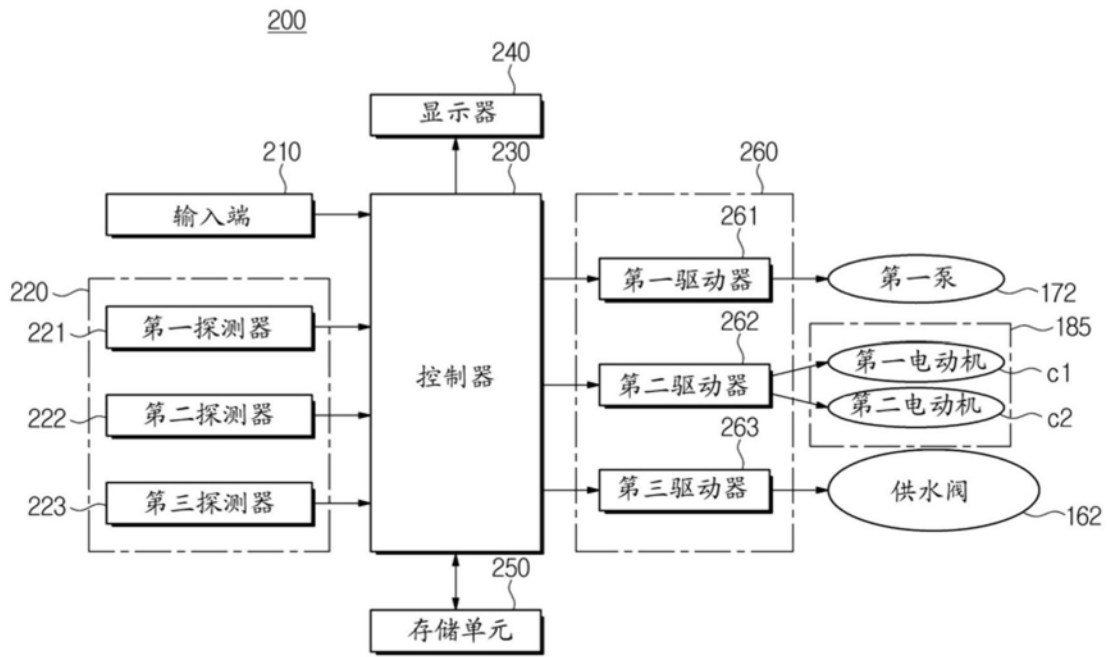 200
240
显示器
210
230
260
输入端
261
第一驱动器
第一泵
172
220
221
第一探测器
控制器
262
第二驱动器
185
第一电动机
c1
第二电动机
c2
222
第二探测器
263
第三驱动器
供水阀
162
223
第三探测器
250
存储单元